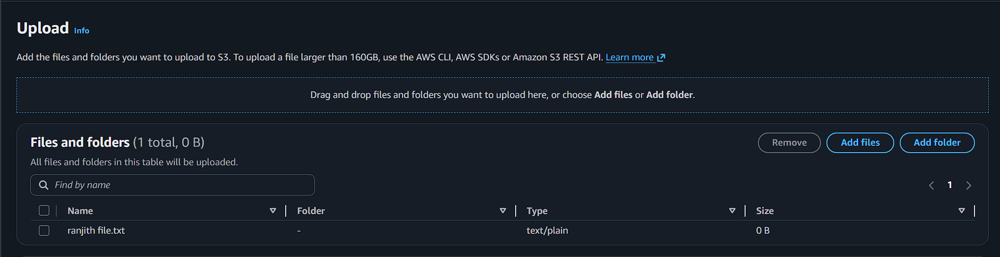 Upload Info
Add the files and folders you want to upload to S3. To upload a file larger than 160GB, use the AWS CLI, AWS SDKs or Amazon S3 REST API. Learn more
Drag and drop files and folders you want to upload here, or choose Add files or Add folder.
Files and folders (1 total, 0 B)
Remove Add files Add folder
All files and folders in this table will be uploaded.
Find by name
1
Name Folder Type Size
ranjith file.txt - text/plain 0 B